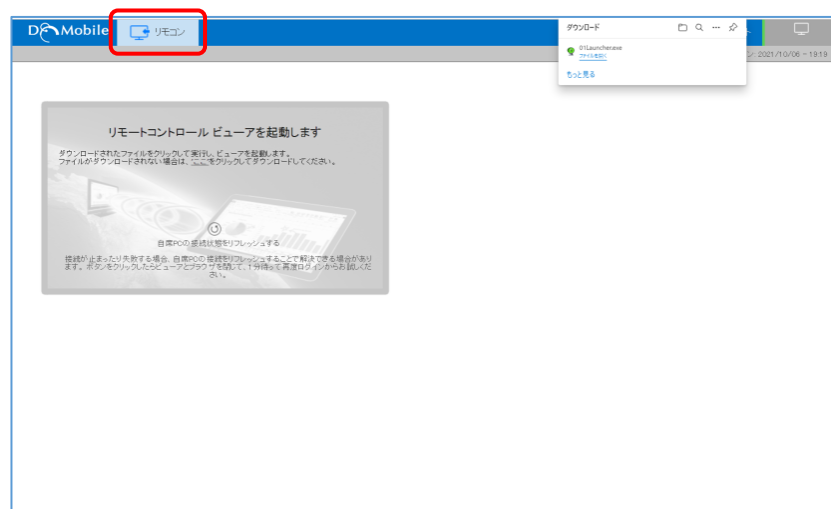 Mobile
リモコン
ダウンロード
01Launcher.exe
ファイルを開く
もっと見る
ン: 2021/10/06 - 19:19
リモートコントロール ビューアを起動します
ダウンロードされたファイルをクリックして実行し、ビューアを起動します。
ファイルがダウンロードされない場合は、ここをクリックしてダウンロードしてください。
自席PCの接続状態をリフレッシュする
接続が止まったり失敗する場合、自席PCの接続をリフレッシュすることで解決できる場合があり
ます。ボタンをクリックしたらビューアとブラウザを閉じて、1分待って再度ログインからお試しくだ
さい。